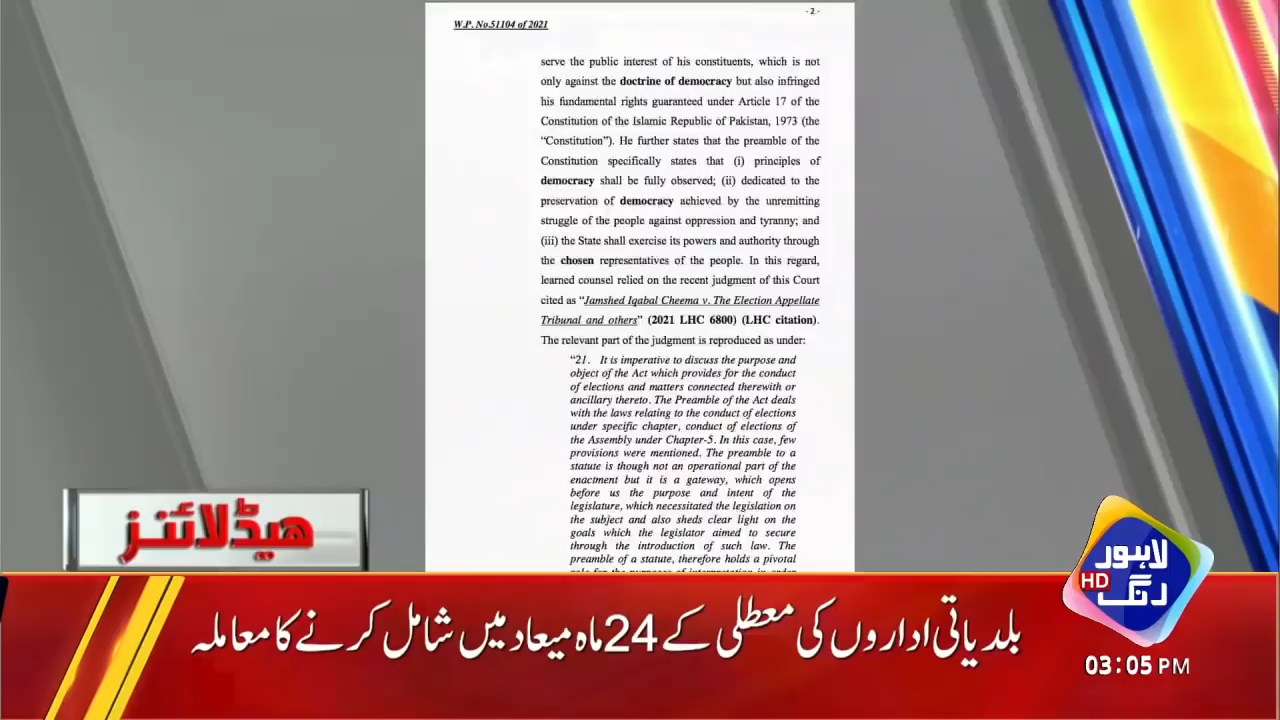 - 2 -
W.P. No.51104 of 2021
serve the public interest of his constituents, which is not
only against the doctrine of democracy but also infringed
his fundamental rights guaranteed under Article 17 of the
Constitution of the Islamic Republic of Pakistan, 1973 (the
“Constitution”). He further states that the preamble of the
Constitution specifically states that (i) principles of
democracy shall be fully observed; (ii) dedicated to the
preservation of democracy achieved by the unremitting
struggle of the people against oppression and tyranny; and
(iii) the State shall exercise its powers and authority through
the chosen representatives of the people. In this regard,
learned counsel relied on the recent judgment of this Court
cited as “Jamshed Iqabal Cheema v. The Election Appellate
Tribunal and others” (2021 LHC 6800) (LHC citation).
The relevant part of the judgment is reproduced as under:
“21. It is imperative to discuss the purpose and
object of the Act which provides for the conduct
of elections and matters connected therewith or
ancillary thereto. The Preamble of the Act deals
with the laws relating to the conduct of elections
under specific chapter, conduct of elections of
the Assembly under Chapter-5. In this case, few
provisions were mentioned. The preamble to a
statute is though not an operational part of the
enactment but it is a gateway, which opens
before us the purpose and intent of the
legislature, which necessitated the legislation on
the subject and also sheds clear light on the
goals which the legislator aimed to secure
through the introduction of such law. The
preamble of a statute, therefore holds a pivotal
ہیڈلائنز
لاہور
رنگ
HD
بلدیاتی اداروں کی معطلی کے 24 ماہ میعاد میں شامل کرنے کا معاملہ
03:05 PM